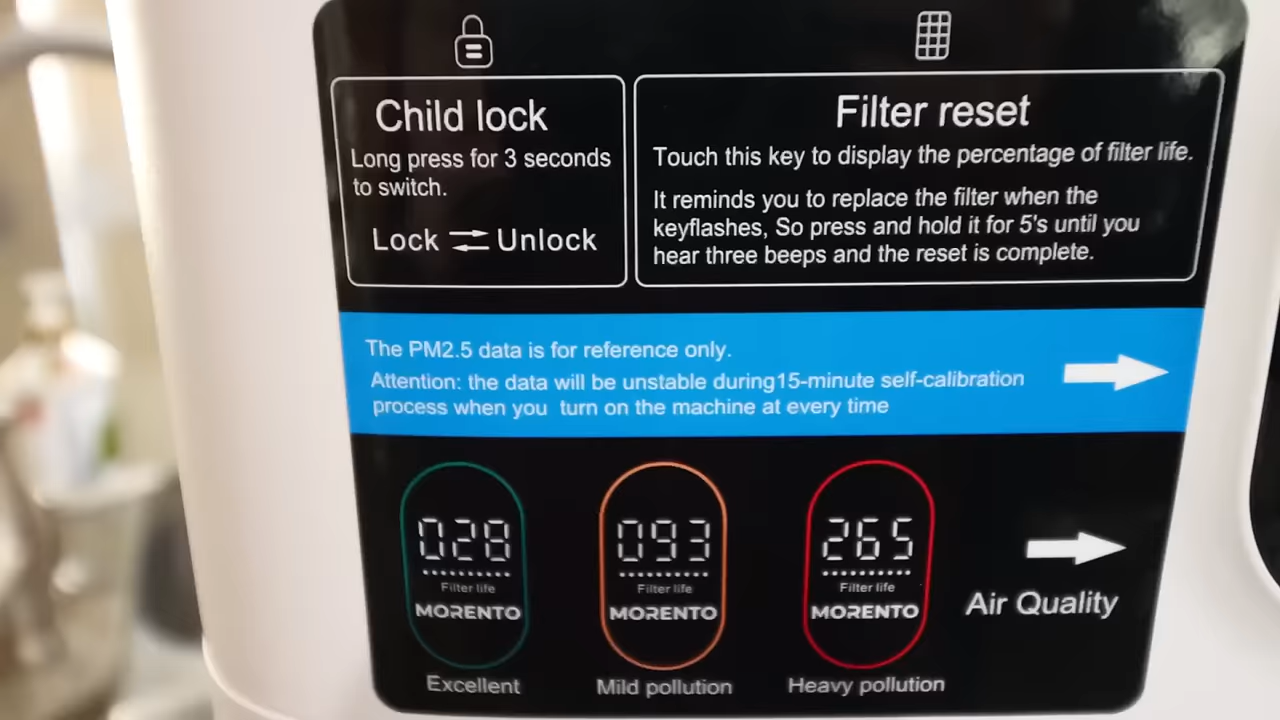 Child lock
Long press for 3 seconds
to switch.
Lock Unlock
Filter reset
Touch this key to display the percentage of filter life.
It reminds you to replace the filter when the
keyflashes, So press and hold it for 5's until you
hear three beeps and the reset is complete.
The PM2.5 data is for reference only.
Attention: the data will be unstable during15-minute self-calibration
process when you turn on the machine at every time
028
Filter life
MORENTO
Excellent
093
Filter life
MORENTO
Mild pollution
265
Filter life
MORENTO
Heavy pollution
Air Quality